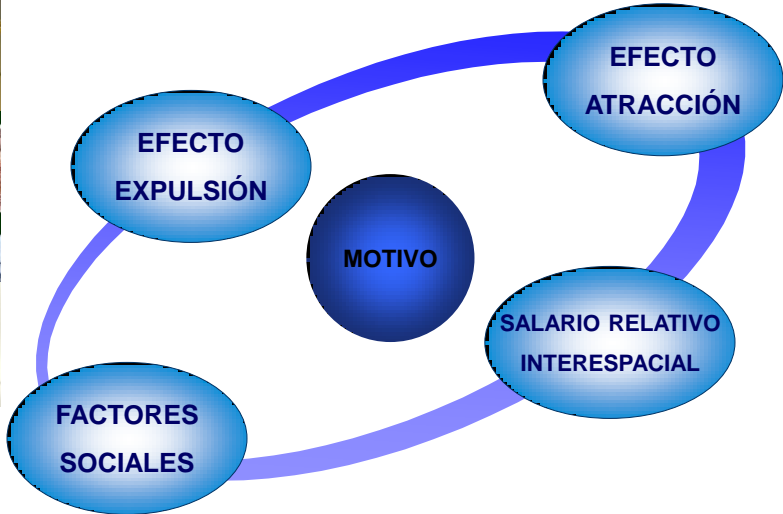 EFECTO
ATRACCIÓN
EFECTO
EXPULSIÓN
MOTIVO
SALARIO RELATIVO
INTERESPACIAL
FACTORES
SOCIALES